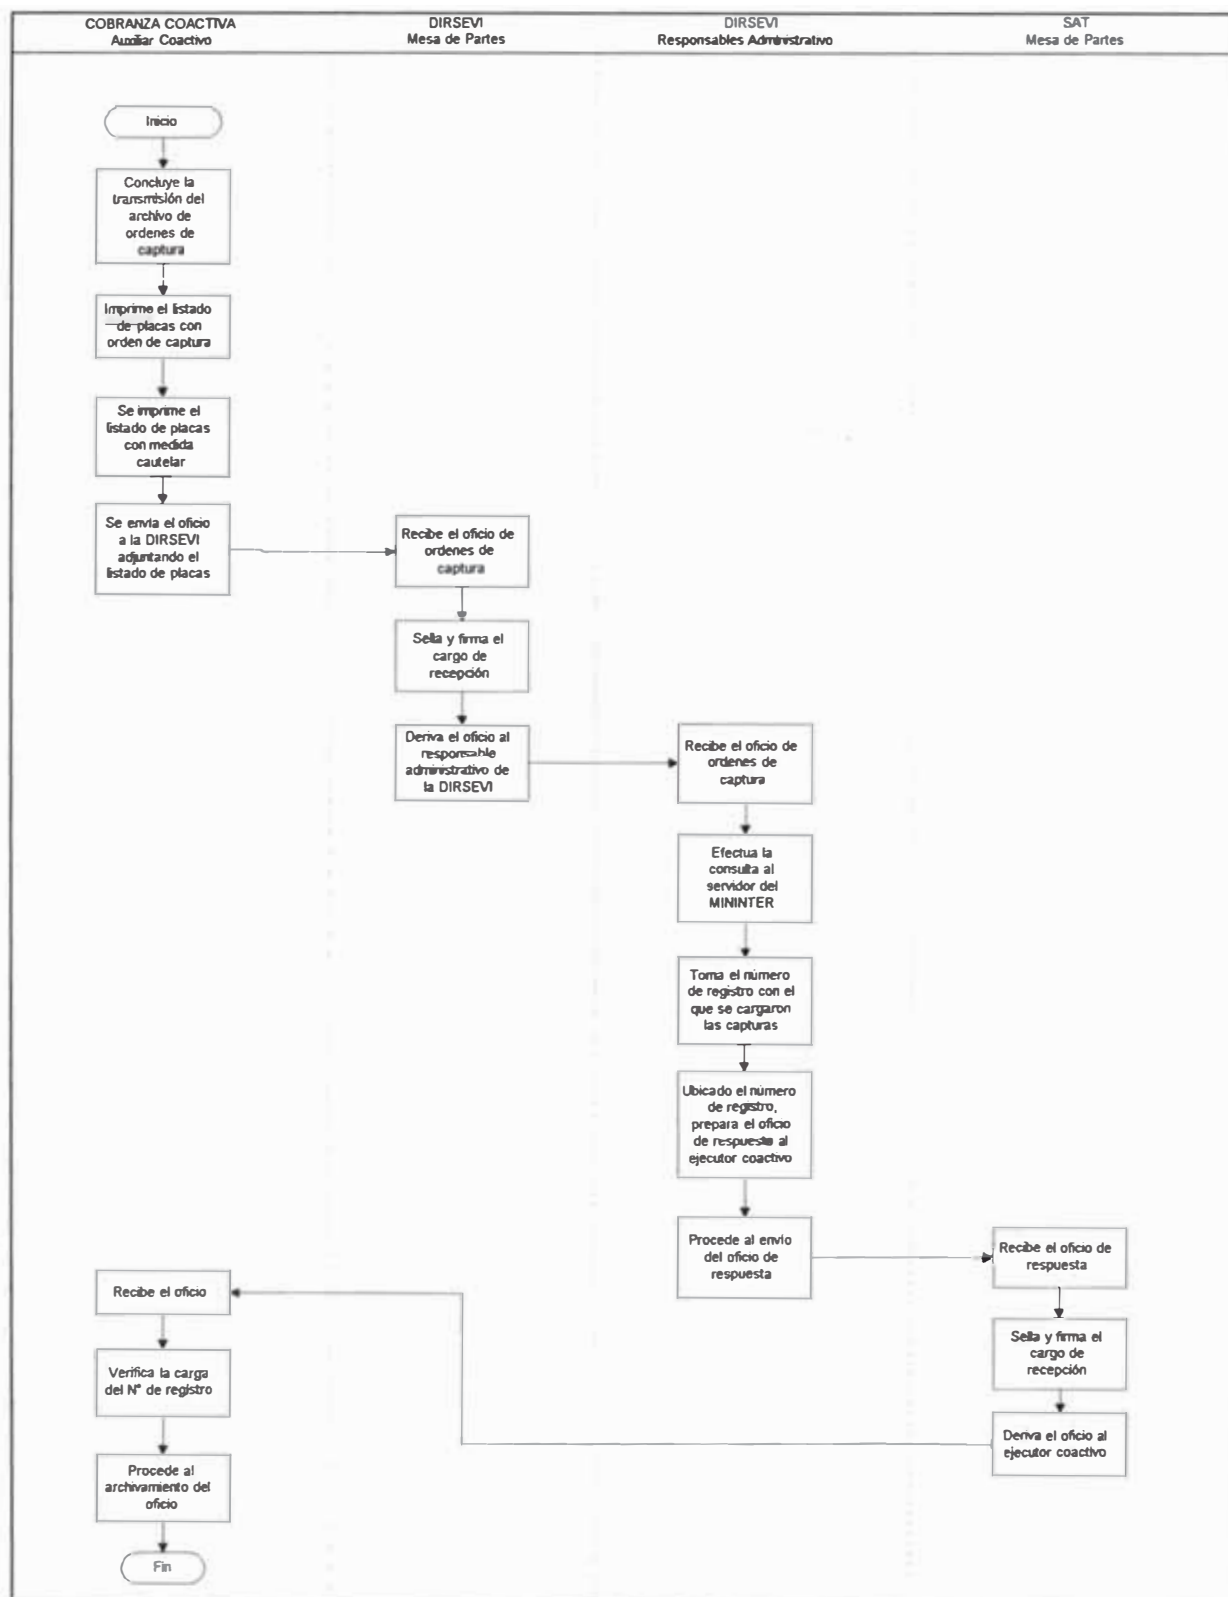 COBRANZA COACTIVA
Auxiliar Coactivo
DIRSEVI
Mesa de Partes
DIRSEVI
Responsables Administrativo
SAT
Mesa de Partes
Inicio
Concluye la
transmisión del
archivo de
ordenes de
captura
Imprime el listado
de placas con
orden de captura
Se imprime el
listado de placas
con medida
cautelar
Se envía el oficio
a la DIRSEVI
adjuntando el
listado de placas
Recibe el oficio de
ordenes de
captura
Sella y firma el
cargo de
recepción
Deriva el oficio al
responsable
administrativo de
la DIRSEVI
Recibe el oficio de
ordenes de
captura
Efectua la
consulta al
servidor del
MININTER
Toma el número
de registro con el
que se cargaron
las capturas
Ubicado el número
de registro,
prepara el oficio
de respuesta al
ejecutor coactivo
Procede al envío
del oficio de
respuesta
Recibe el oficio de
respuesta
Sella y firma el
cargo de
recepción
Deriva el oficio al
ejecutor coactivo
Recibe el oficio
Verifica la carga
del N° de registro
Procede al
archivamiento del
oficio
Fin